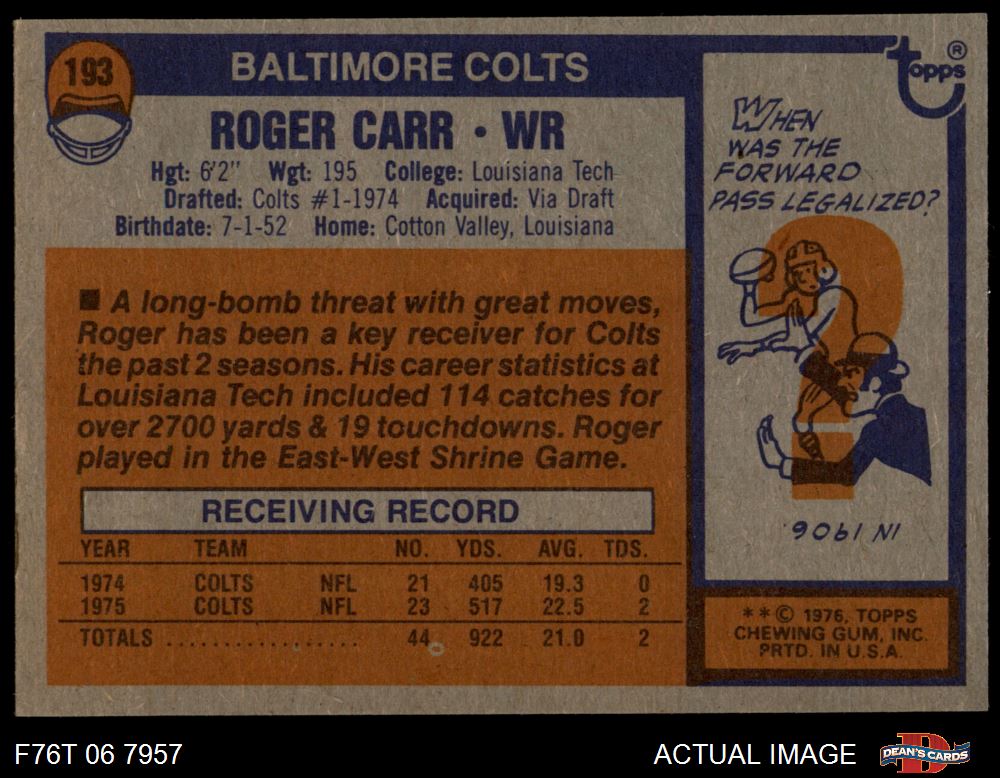 193
BALTIMORE COLTS
ROGER CARR • WR
Hgt: 6'2" Wgt: 195 College: Louisiana Tech
Drafted: Colts #1-1974 Acquired: Via Draft
Birthdate: 7-1-52 Home: Cotton Valley, Louisiana
■ A long-bomb threat with great moves,
Roger has been a key receiver for Colts
the past 2 seasons. His career statistics at
Louisiana Tech included 114 catches for
over 2700 yards & 19 touchdowns. Roger
played in the East-West Shrine Game.
RECEIVING RECORD
YEAR TEAM NO. YDS. AVG. TDS.
1974 COLTS NFL 21 405 19.3 0
1975 COLTS NFL 23 517 22.5 2
TOTALS .................. 44 922 21.0 2
topps®
WHEN
WAS THE
FORWARD
PASS LEGALIZED?
?
IN 1906.
**© 1976, TOPPS
CHEWING GUM, INC.
PRTD. IN U.S.A.
F76T 06 7957
ACTUAL IMAGE
DEAN'S CARDS